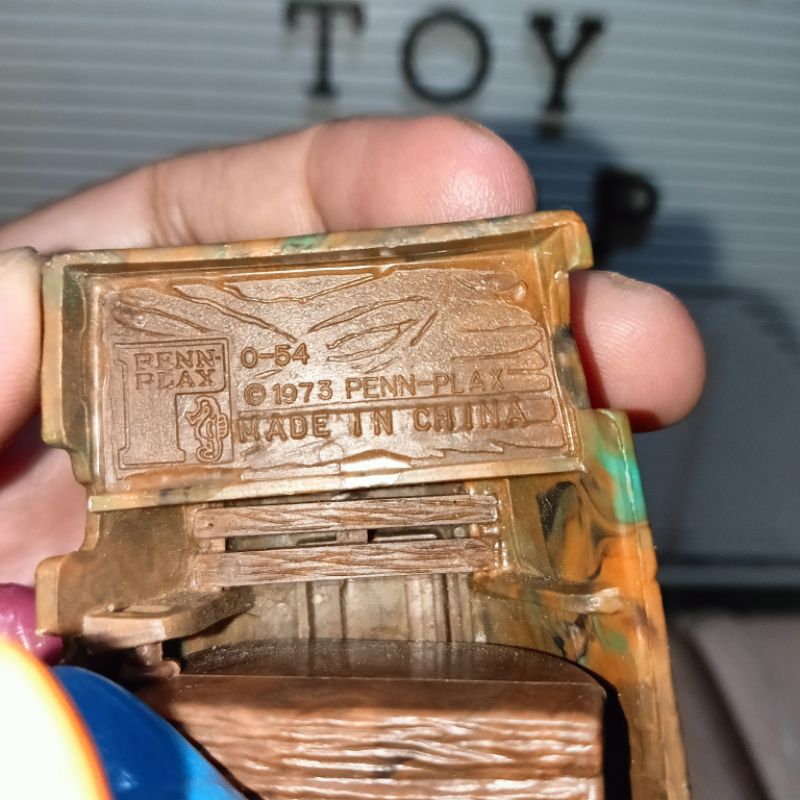 TOY
P
PENN-
PLAX
0-54
© 1973 PENN-PLAX
MADE IN CHINA